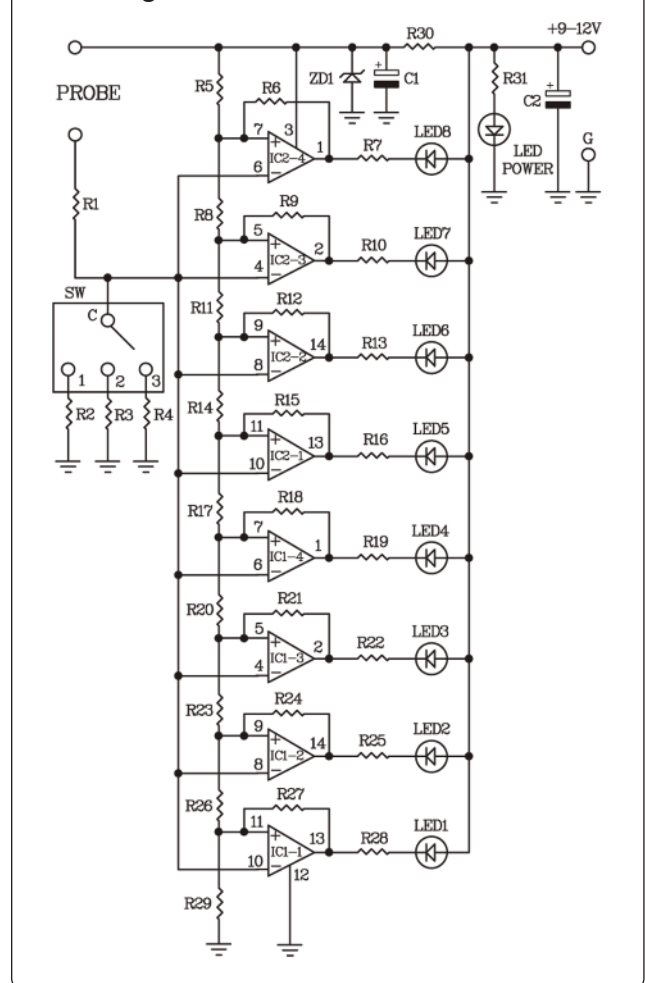 +9-12V
R30
R5
R6
ZD1
+
C1
R31
+
C2
PROBE
7
+
3
IC2-4
1
6
−
R7
LED8
LED
POWER
G
R1
R8
R9
5
+
IC2-3
2
4
−
R10
LED7
SW
C
1
2
3
R2
R3
R4
R11
R12
9
+
IC2-2
14
8
−
R13
LED6
R14
R15
11
+
IC2-1
13
10
−
R16
LED5
R17
R18
7
+
IC1-4
1
6
−
R19
LED4
R20
R21
5
+
IC1-3
2
4
−
R22
LED3
R23
R24
9
+
IC1-2
14
8
−
R25
LED2
R26
R27
11
+
IC1-1
13
10
−
12
R28
LED1
R29